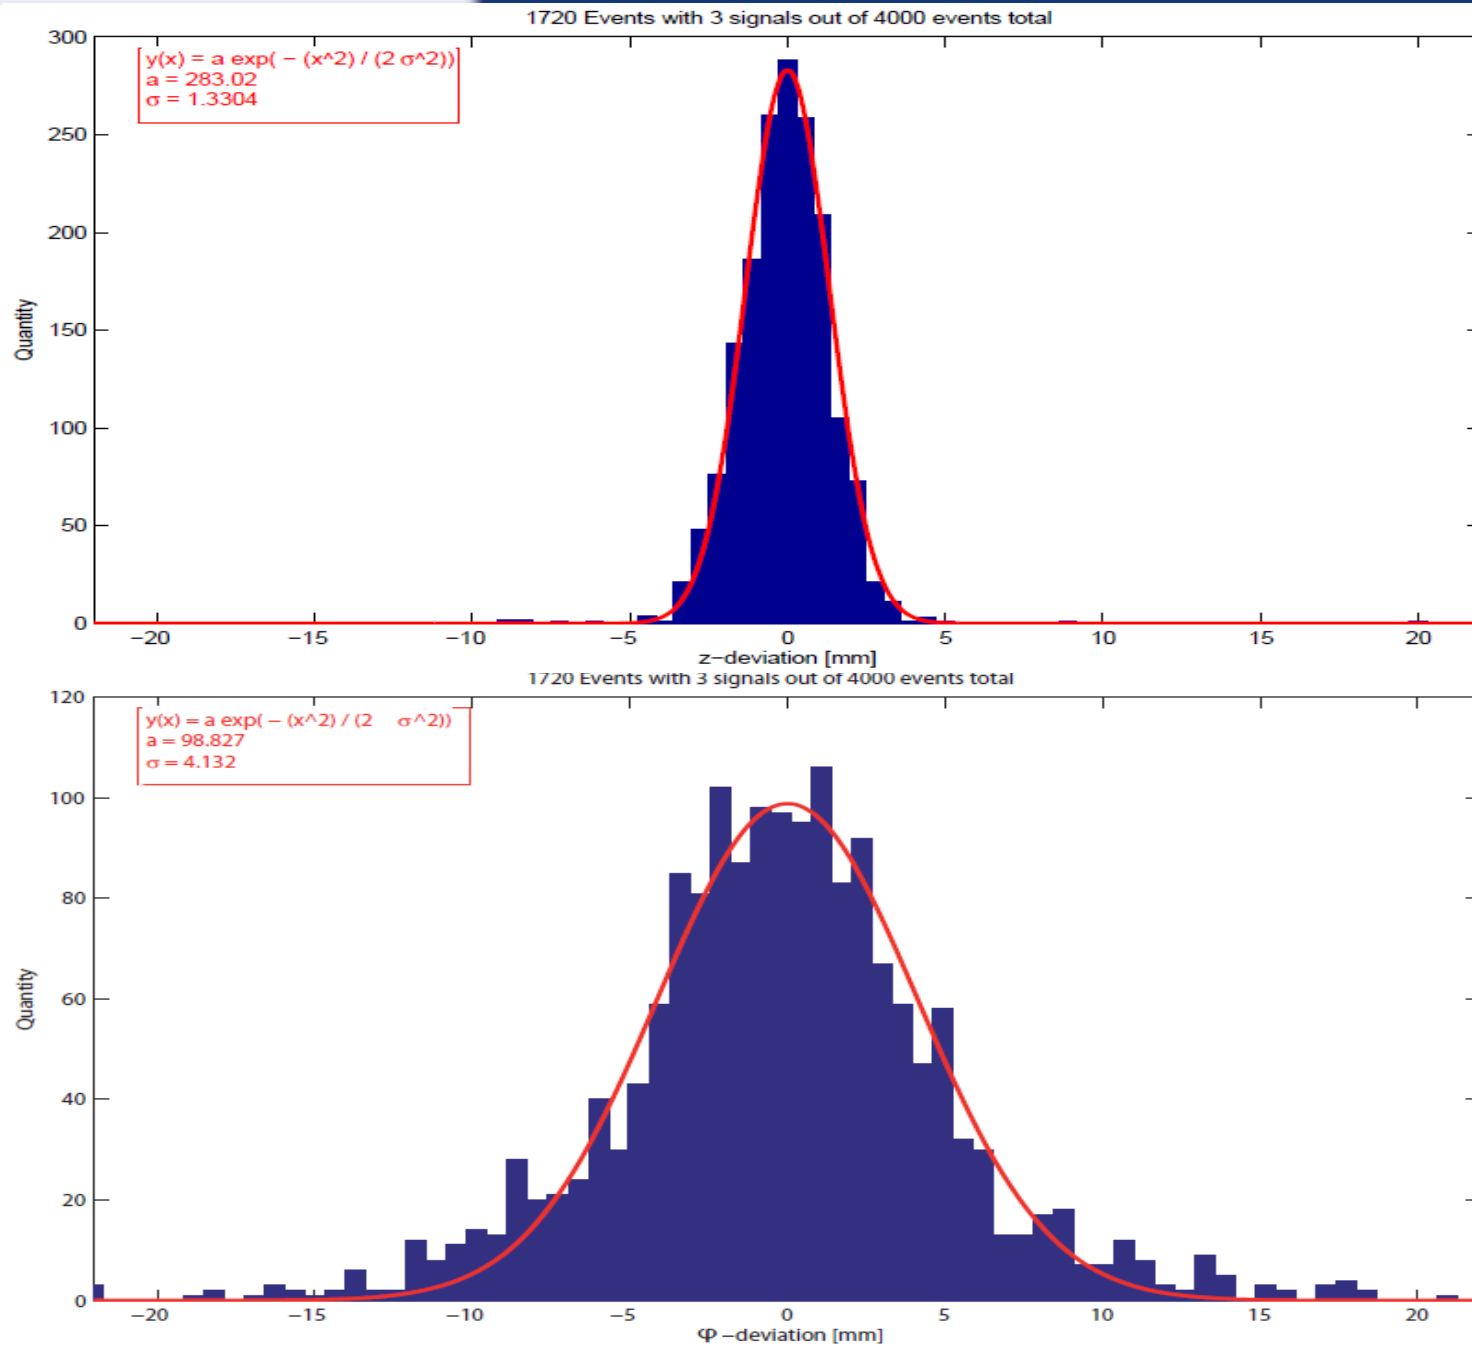 1720 Events with 3 signals out of 4000 events total
y(x) = a exp( − (x^2) / (2 σ^2))
a = 283.02
σ = 1.3304
300
250
200
150
100
50
0
Quantity
−20 −15 −10 −5 0 5 10 15 20
z−deviation [mm]
1720 Events with 3 signals out of 4000 events total
y(x) = a exp( − (x^2) / (2 σ^2))
a = 98.827
σ = 4.132
120
100
80
60
40
20
0
Quantity
−20 −15 −10 −5 0 5 10 15 20
φ −deviation [mm]